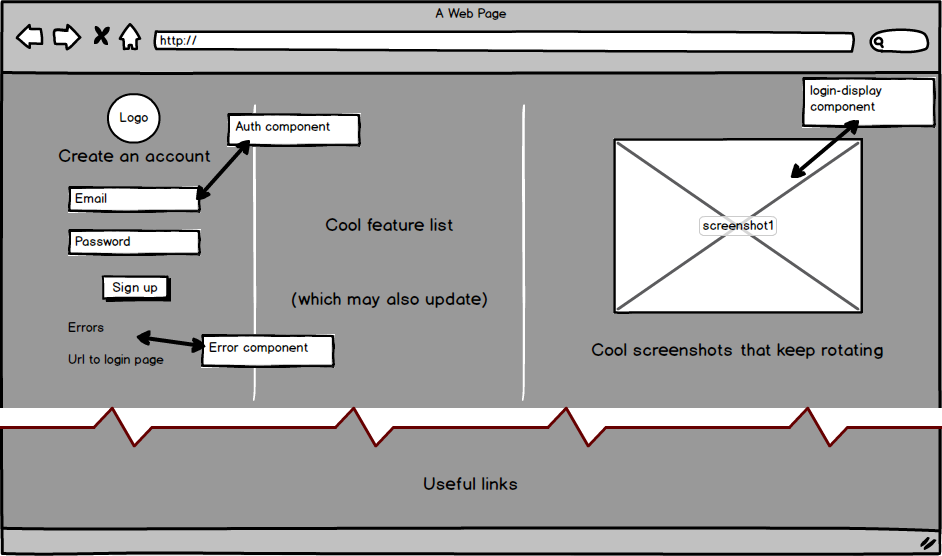 A Web Page
http://
Logo
Create an account
Auth component
Email
Password
Sign up
Errors
Url to login page
Error component
Cool feature list
(which may also update)
login-display
component
screenshot1
Cool screenshots that keep rotating
Useful links